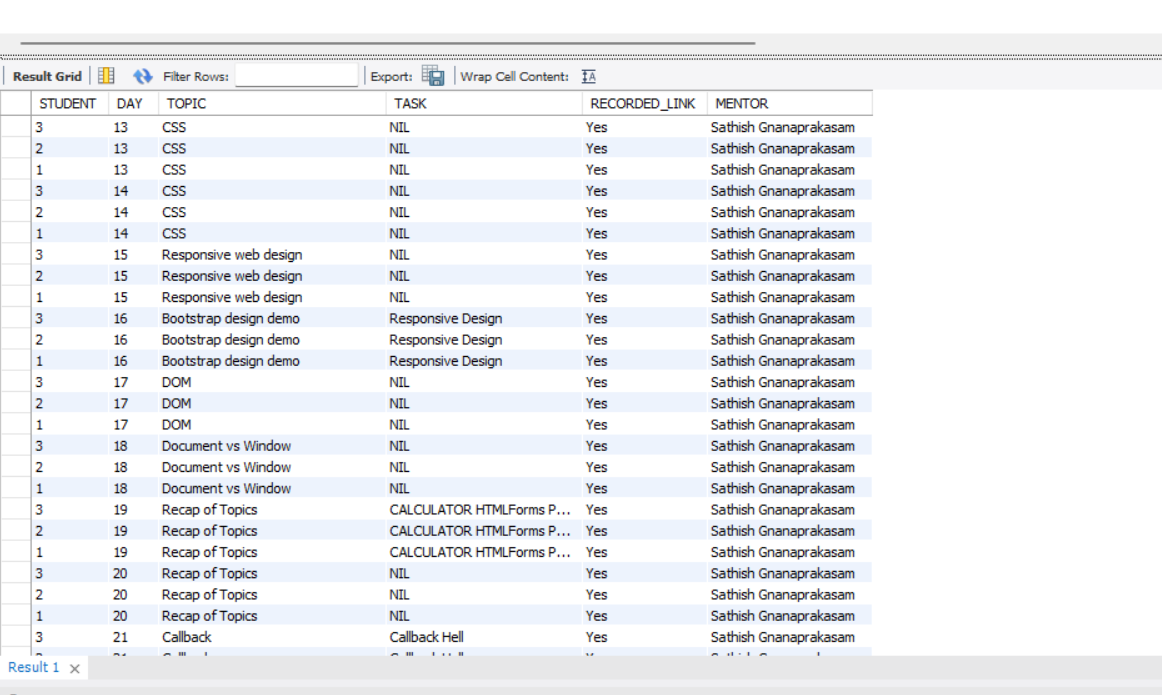 Result Grid Filter Rows: Export: Wrap Cell Content: IA
STUDENT DAY TOPIC TASK RECORDED_LINK MENTOR
3 13 CSS NIL Yes Sathish Gnanaprakasam
2 13 CSS NIL Yes Sathish Gnanaprakasam
1 13 CSS NIL Yes Sathish Gnanaprakasam
3 14 CSS NIL Yes Sathish Gnanaprakasam
2 14 CSS NIL Yes Sathish Gnanaprakasam
1 14 CSS NIL Yes Sathish Gnanaprakasam
3 15 Responsive web design NIL Yes Sathish Gnanaprakasam
2 15 Responsive web design NIL Yes Sathish Gnanaprakasam
1 15 Responsive web design NIL Yes Sathish Gnanaprakasam
3 16 Bootstrap design demo Responsive Design Yes Sathish Gnanaprakasam
2 16 Bootstrap design demo Responsive Design Yes Sathish Gnanaprakasam
1 16 Bootstrap design demo Responsive Design Yes Sathish Gnanaprakasam
3 17 DOM NIL Yes Sathish Gnanaprakasam
2 17 DOM NIL Yes Sathish Gnanaprakasam
1 17 DOM NIL Yes Sathish Gnanaprakasam
3 18 Document vs Window NIL Yes Sathish Gnanaprakasam
2 18 Document vs Window NIL Yes Sathish Gnanaprakasam
1 18 Document vs Window NIL Yes Sathish Gnanaprakasam
3 19 Recap of Topics CALCULATOR HTMLForms P... Yes Sathish Gnanaprakasam
2 19 Recap of Topics CALCULATOR HTMLForms P... Yes Sathish Gnanaprakasam
1 19 Recap of Topics CALCULATOR HTMLForms P... Yes Sathish Gnanaprakasam
3 20 Recap of Topics NIL Yes Sathish Gnanaprakasam
2 20 Recap of Topics NIL Yes Sathish Gnanaprakasam
1 20 Recap of Topics NIL Yes Sathish Gnanaprakasam
3 21 Callback Callback Hell Yes Sathish Gnanaprakasam
Result 1